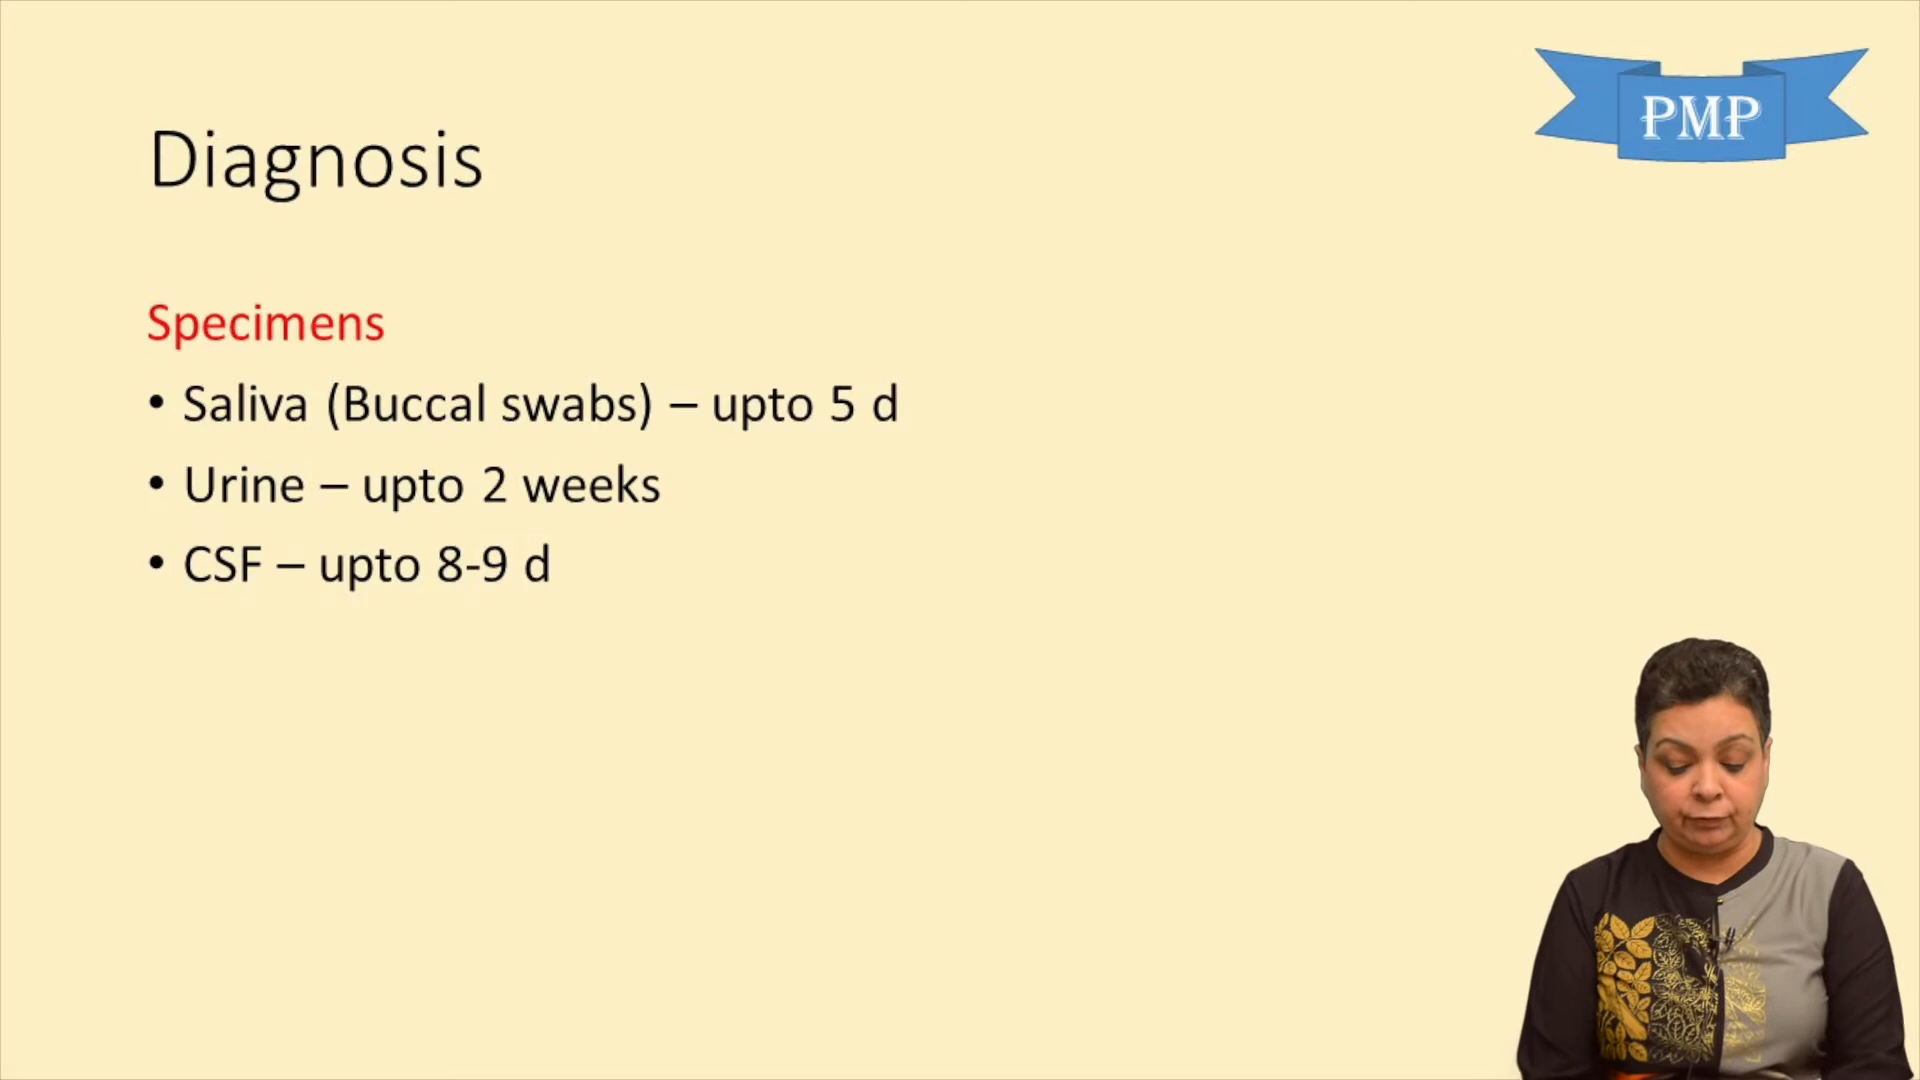 PMP
Diagnosis
Specimens
• Saliva (Buccal swabs) – upto 5 d
• Urine – upto 2 weeks
• CSF – upto 8-9 d